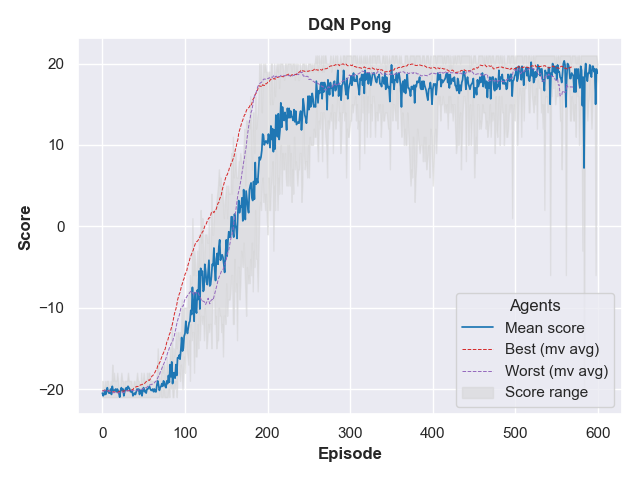 DQN Pong
Score
20
10
0
−10
−20
0 100 200 300 400 500 600
Episode
Agents
Mean score
Best (mv avg)
Worst (mv avg)
Score range